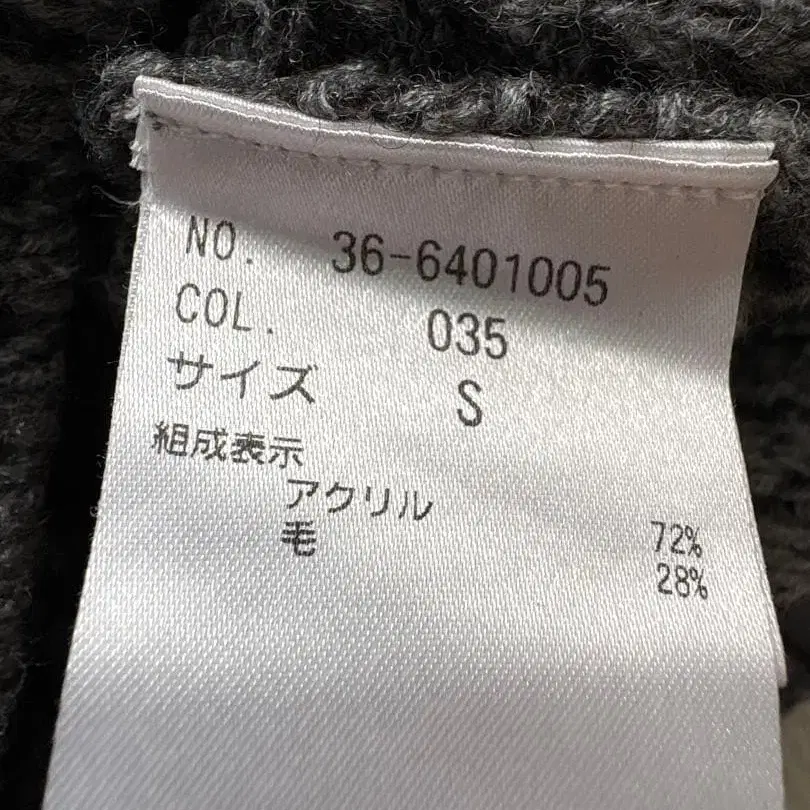 NO. 36-6401005
COL. 035
サイズ S
組成表示
アクリル 72%
毛 28%